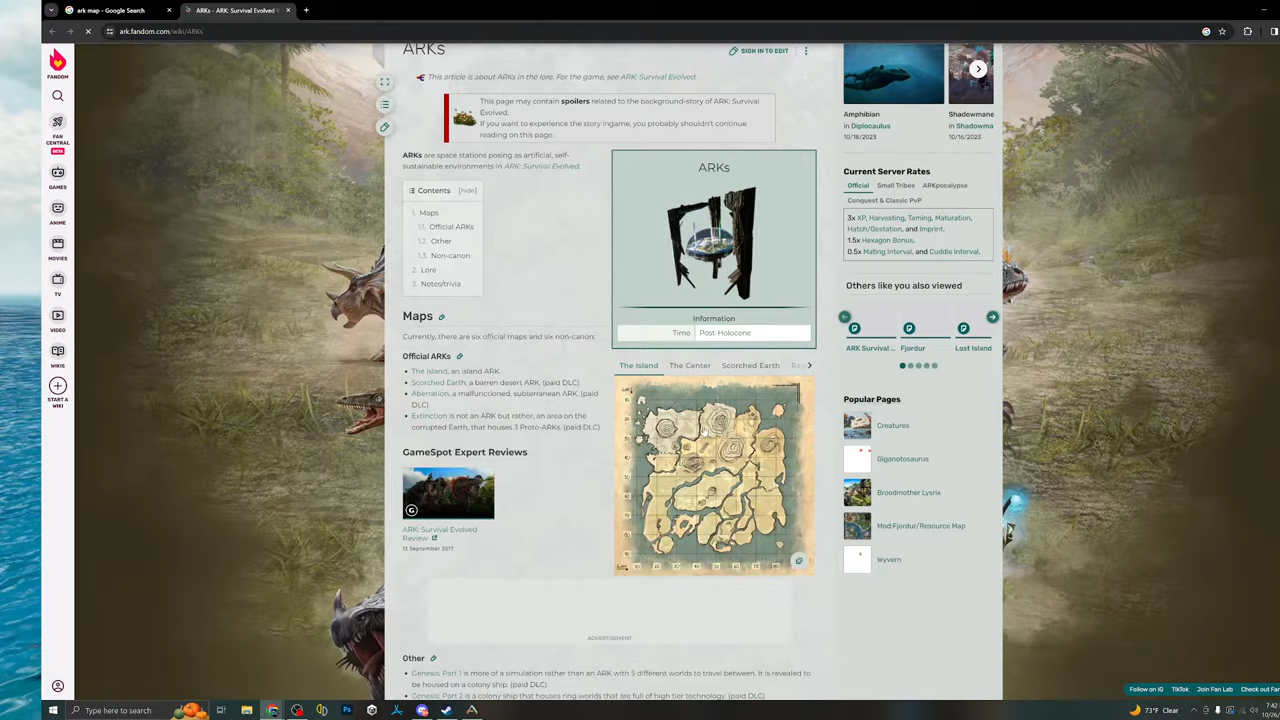 ark map - Google Search
ARKs - ARK: Survival Evolved
ark.fandom.com/wiki/ARKs
FANDOM
FAN CENTRAL
BETA
GAMES
ANIME
MOVIES
TV
VIDEO
WIKIS
START A WIKI
ARKs
SIGN IN TO EDIT
This article is about ARKs in the lore. For the game, see ARK: Survival Evolved.
This page may contain spoilers related to the background-story of ARK: Survival
Evolved.
If you want to experience the story ingame, you probably shouldn't continue
reading on this page.
ARKs are space stations posing as artificial, self-
sustainable environments in ARK: Survival Evolved.
Contents [hide]
1. Maps
1.1. Official ARKs
1.2. Other
1.3. Non-canon
2. Lore
3. Notes/trivia
ARKs
Information
Time Post-Holocene
Maps
Currently, there are six official maps and six non-canon:
Official ARKs
• The Island, an island ARK.
• Scorched Earth, a barren desert ARK. (paid DLC)
• Aberration, a malfunctioned, subterranean ARK. (paid
DLC)
• Extinction is not an ARK but rather, an area on the
corrupted Earth, that houses 3 Proto-ARKs. (paid DLC)
The Island The Center Scorched Earth Rag
GameSpot Expert Reviews
ARK: Survival Evolved
Review
13 September 2017
ADVERTISEMENT
Other
• Genesis: Part 1 is more of a simulation rather than an ARK with 5 different worlds to travel between. It is revealed to
be housed on a colony ship. (paid DLC)
• Genesis: Part 2 is a colony ship that houses ring-worlds that are full of high tier technology. (paid DLC)
Amphibian
in Diplocaulus
10/18/2023
Shadowmane
in Shadowma
10/16/2023
Current Server Rates
Official Small Tribes ARKpocalypse
Conquest & Classic PvP
3x XP, Harvesting, Taming, Maturation,
Hatch/Gestation, and Imprint.
1.5x Hexagon Bonus.
0.5x Mating Interval, and Cuddle Interval.
Others like you also viewed
ARK Survival ... Fjordur Lost Island
Popular Pages
Creatures
Giganotosaurus
Broodmother Lysrix
Mod:Fjordur/Resource Map
Wyvern
Follow on IG TikTok Join Fan Lab Check out Fan
Type here to search
73°F Clear
7:42
10/26/